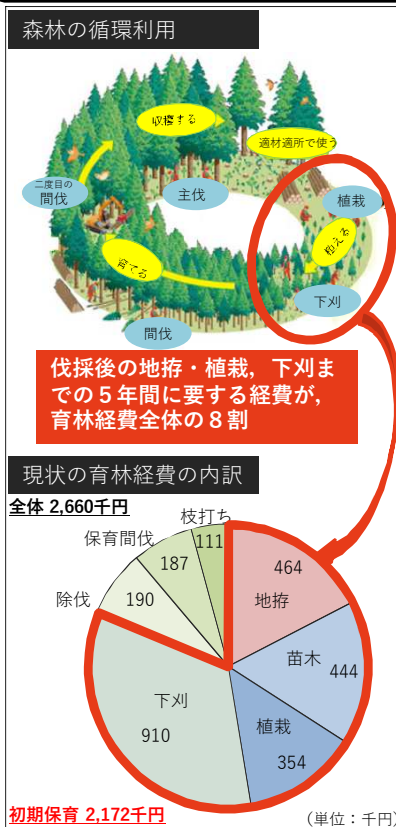 森林の循環利用
収穫する
適材適所で使う
二度目の
間伐
主伐
植栽
植える
育てる
下刈
間伐
伐採後の地拵・植栽，下刈ま
での５年間に要する経費が，
育林経費全体の８割
現状の育林経費の内訳
全体 2,660千円
枝打ち
111
保育間伐
187
除伐
190
464
地拵
苗木
444
植栽
354
下刈
910
初期保育 2,172千円
（単位：千円）